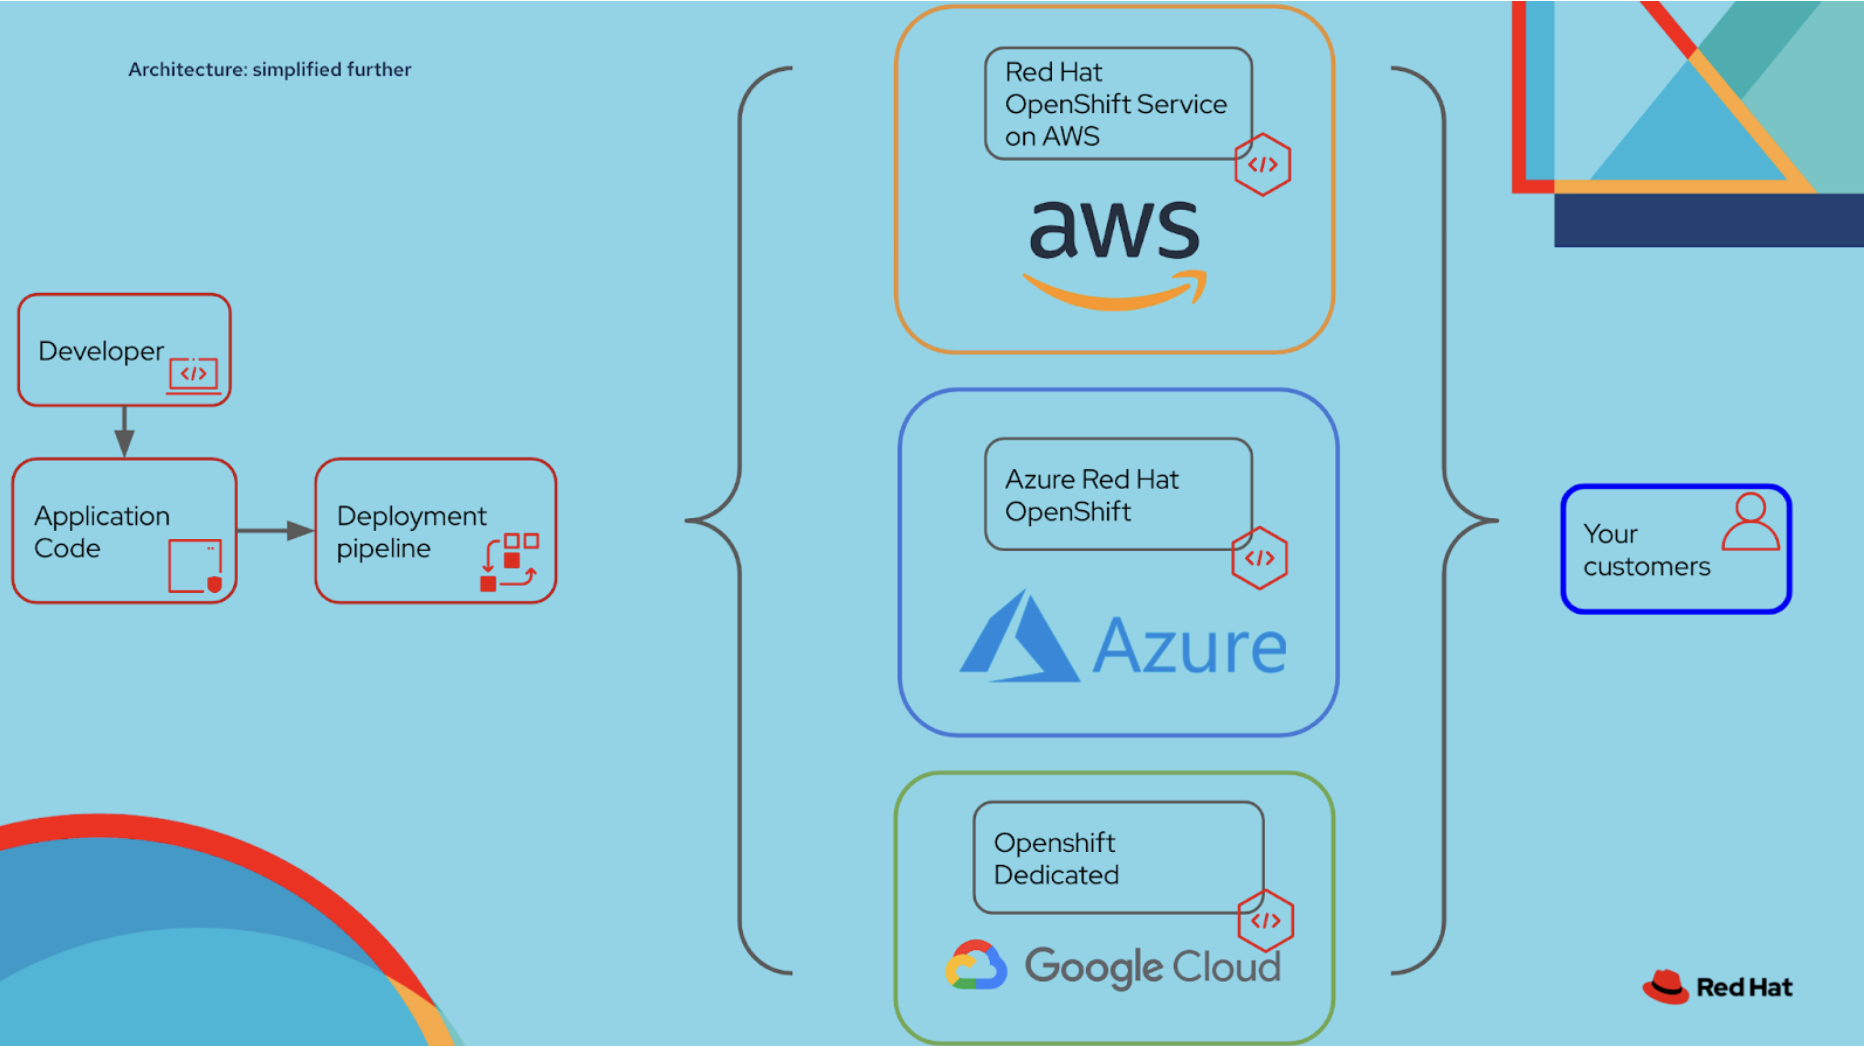 Architecture: simplified further
Developer
</>
Application
Code
Deployment
pipeline
Red Hat
OpenShift Service
on AWS
</>
aws
Azure Red Hat
OpenShift
</>
Azure
Openshift
Dedicated
</>
Google Cloud
Your
customers
Red Hat